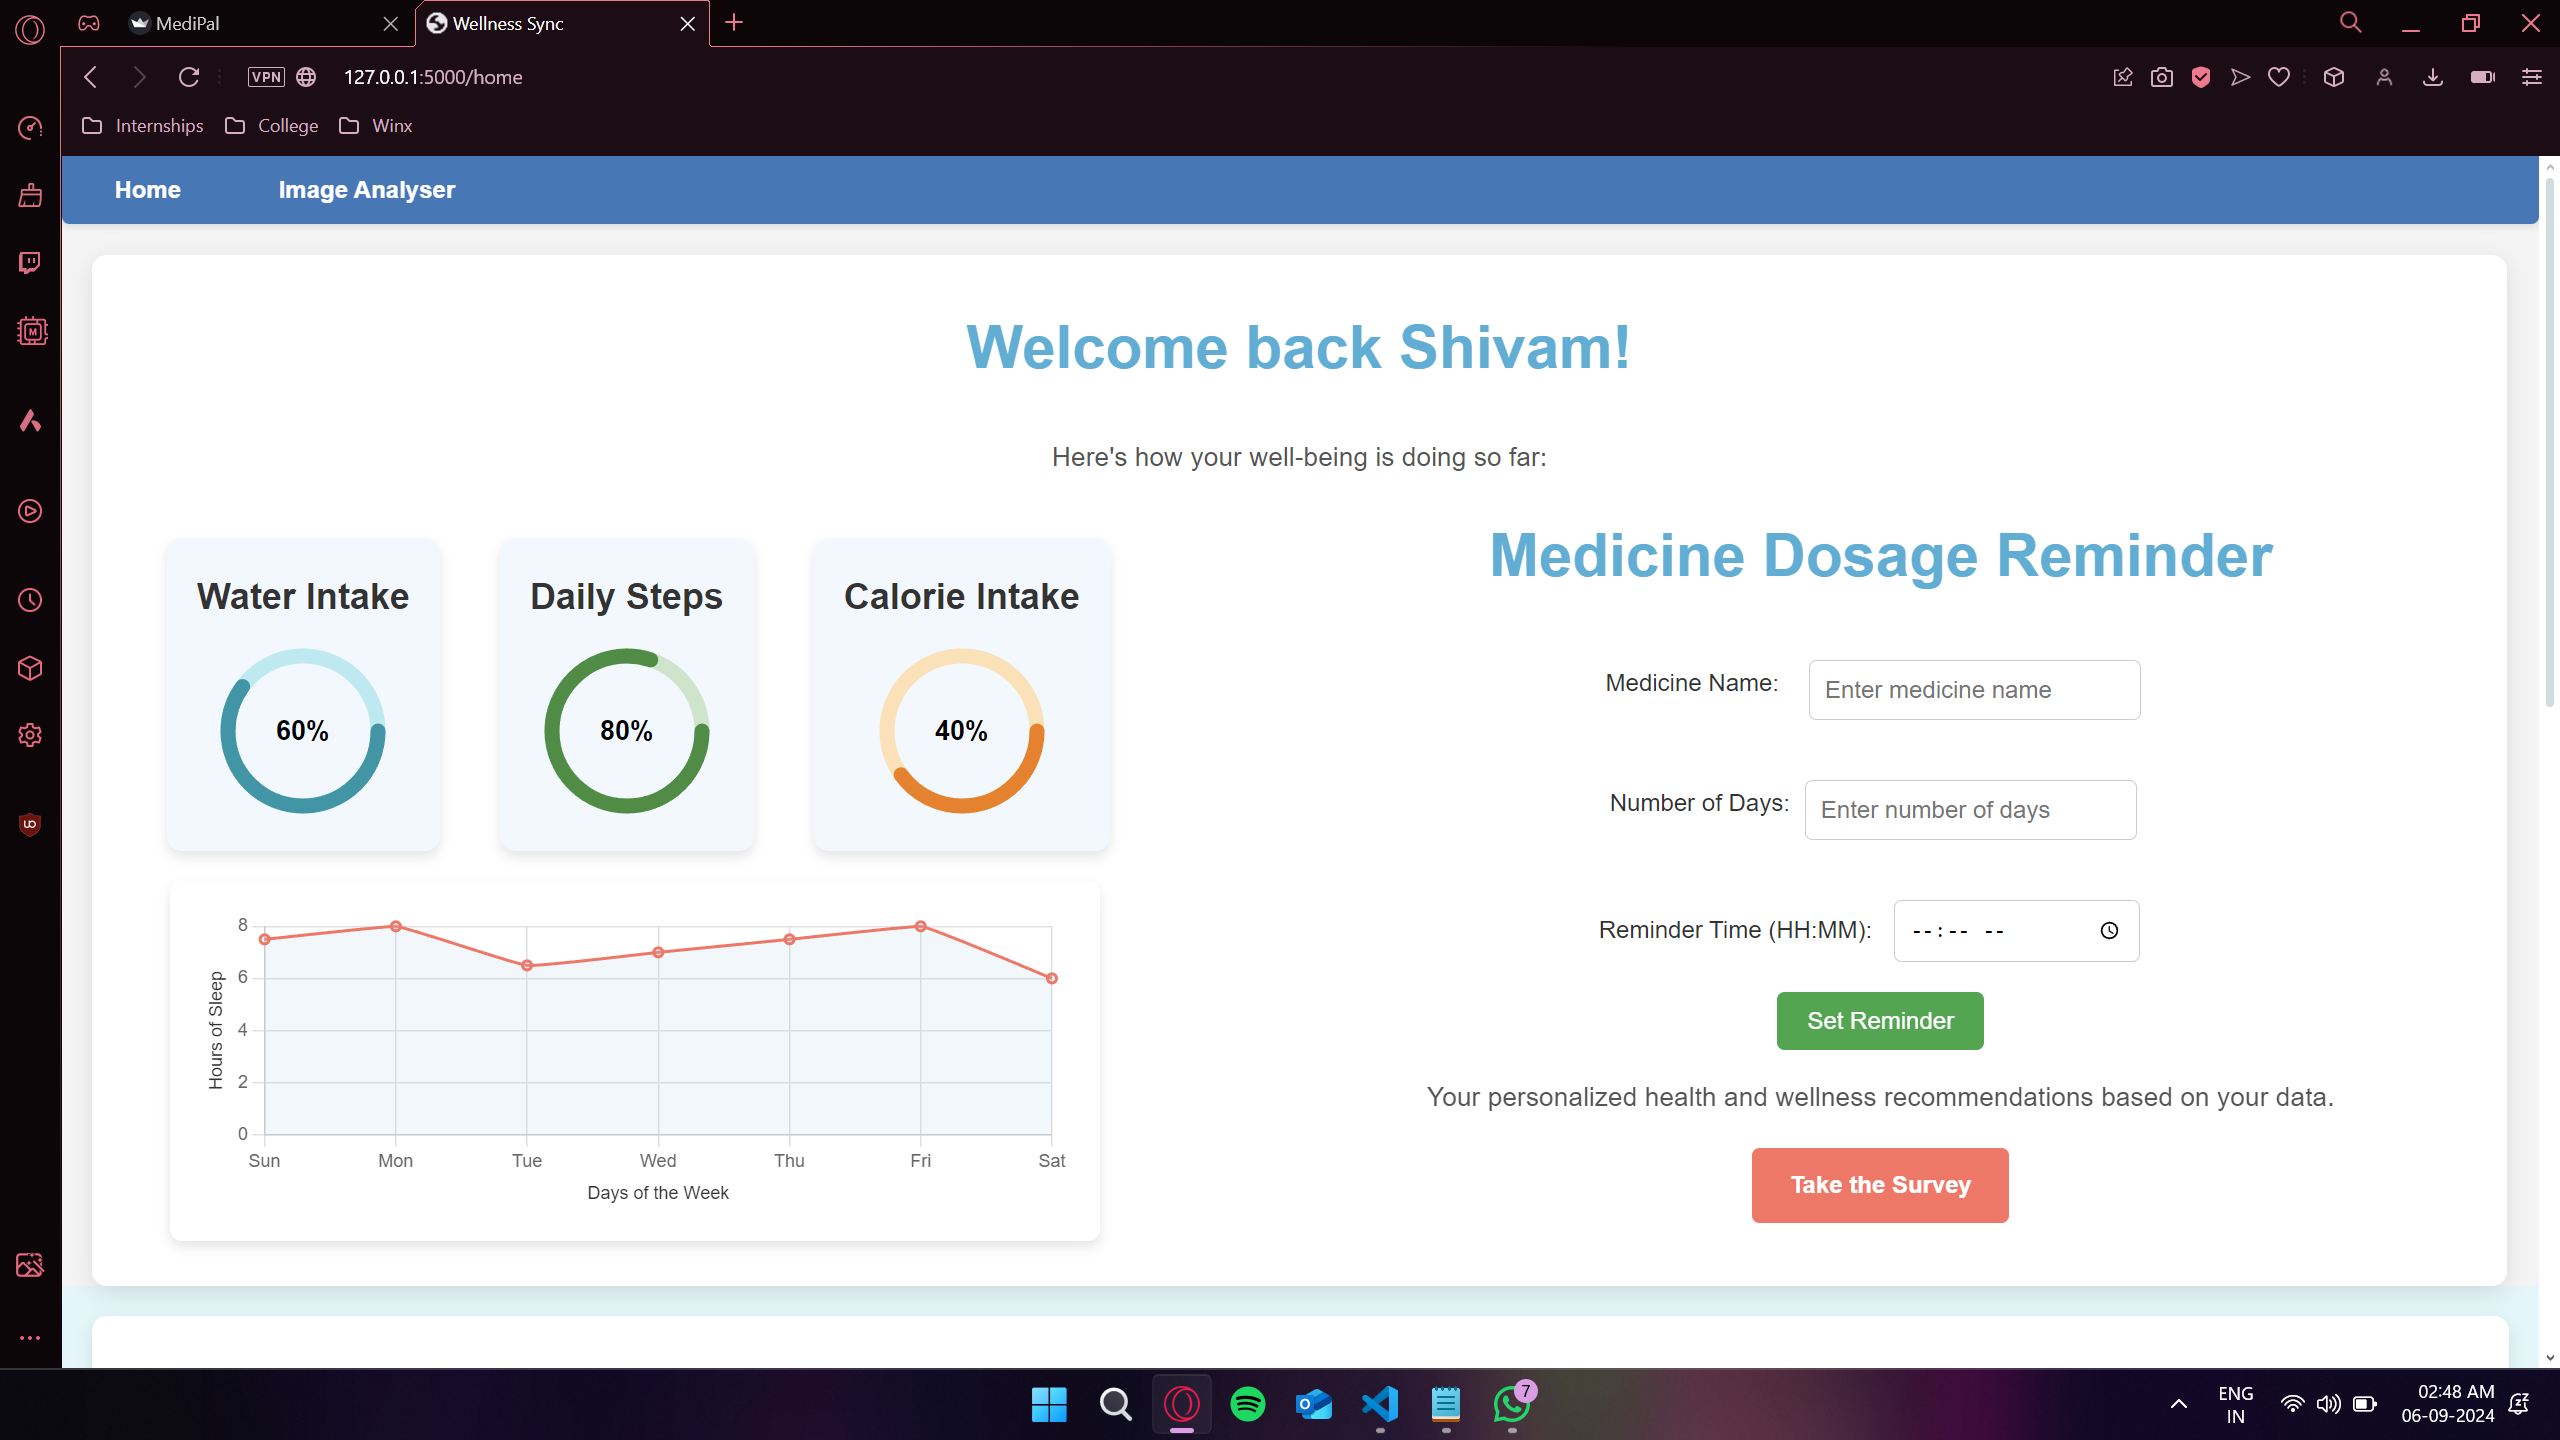 MediPal
Wellness Sync
VPN
127.0.0.1:5000/home
Internships
College
Winx
Home
Image Analyser
Welcome back Shivam!
Here's how your well-being is doing so far:
Water Intake
60%
Daily Steps
80%
Calorie Intake
40%
Hours of Sleep
8
6
4
2
0
Sun Mon Tue Wed Thu Fri Sat
Days of the Week
Medicine Dosage Reminder
Medicine Name:
Enter medicine name
Number of Days:
Enter number of days
Reminder Time (HH:MM):
--:-- --
Set Reminder
Your personalized health and wellness recommendations based on your data.
Take the Survey
7
ENG
IN
02:48 AM
06-09-2024